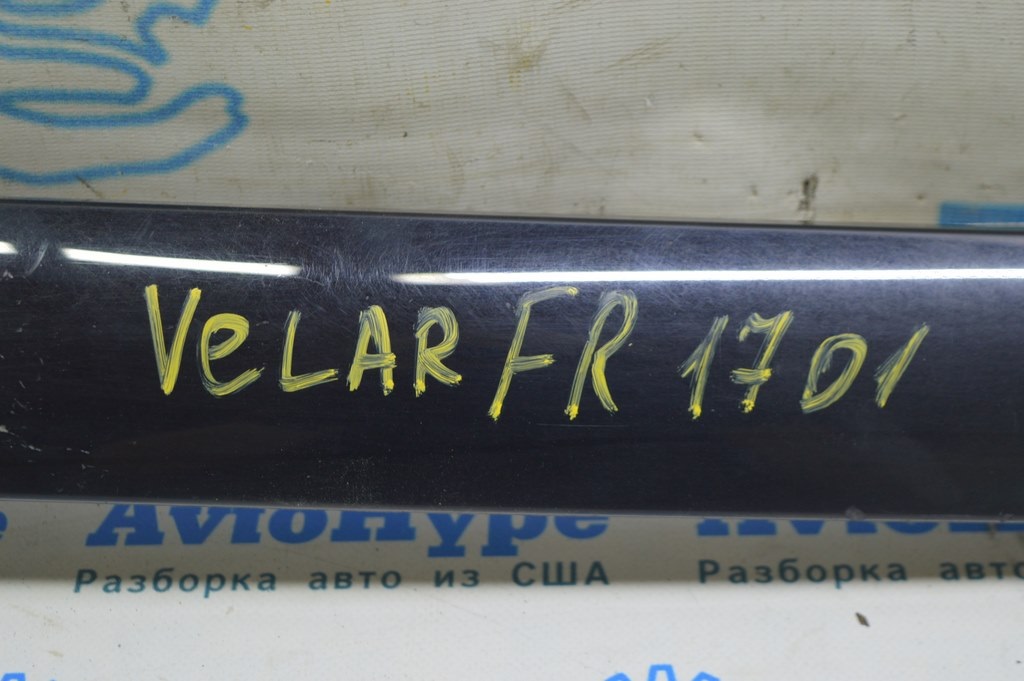 VeLAR FR 1701
AvtoHype
Разборка авто из США
Разборка авто